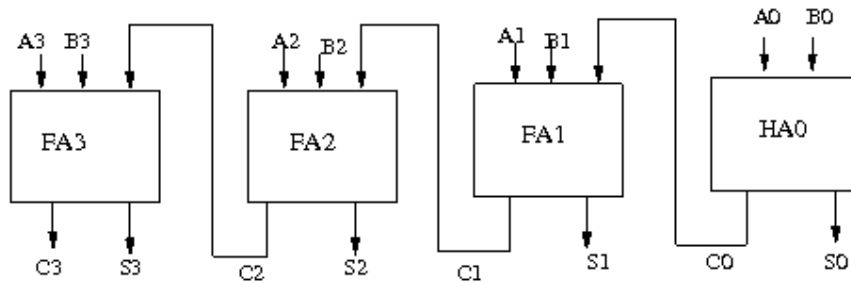 A3 B3 A2 B2 A1 B1 A0 B0
FA3 FA2 FA1 HA0
C3 S3 C2 S2 C1 S1 C0 S0